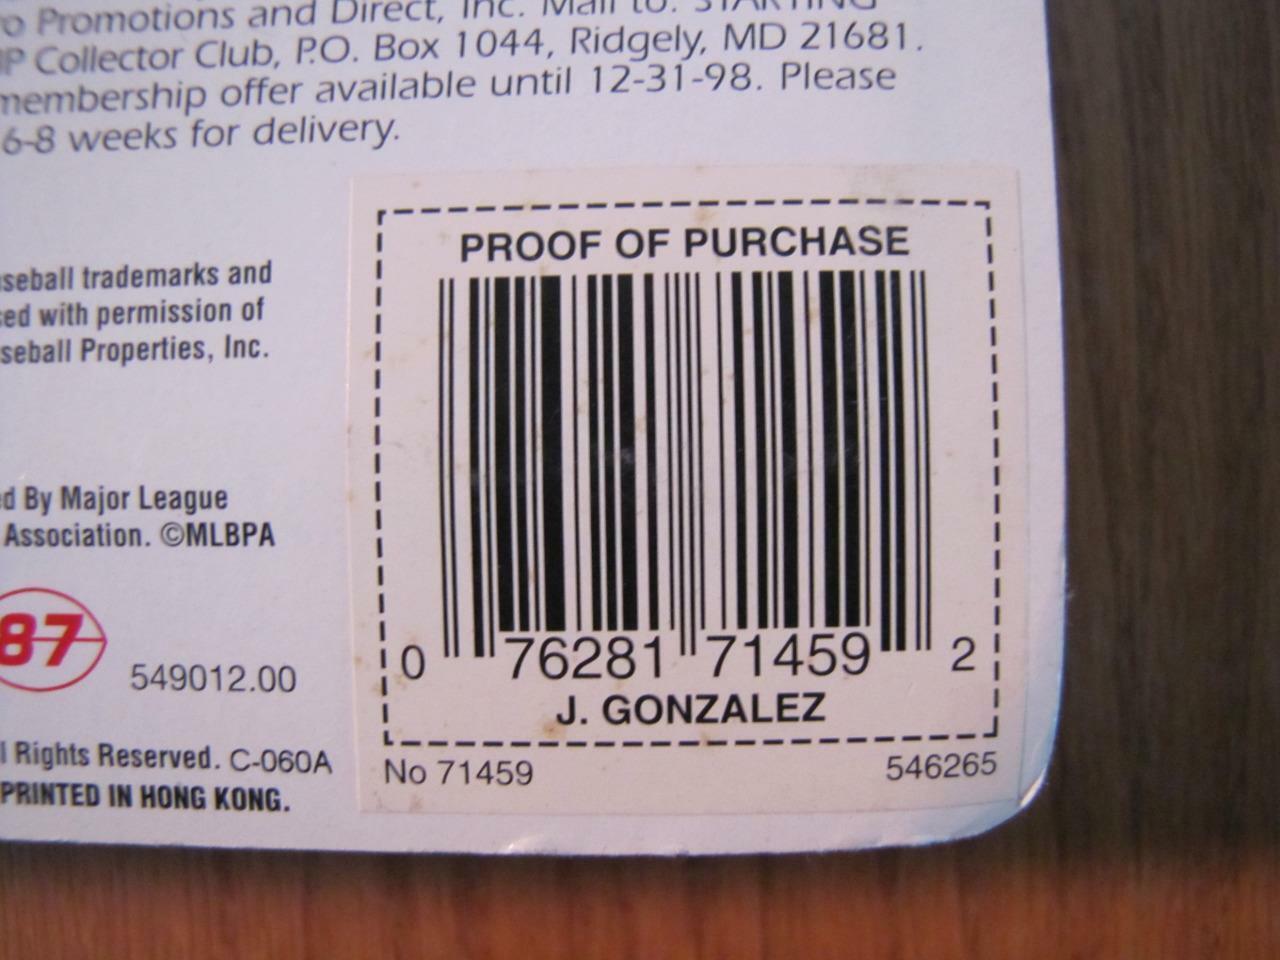 Promotions and Direct, Inc. Mail to: STARTING
Collector Club, P.O. Box 1044, Ridgely, MD 21681.
membership offer available until 12-31-98. Please
6-8 weeks for delivery.
seball trademarks and
ed with permission of
seball Properties, Inc.
d By Major League
Association. ©MLBPA
87
549012.00
l Rights Reserved. C-060A
PRINTED IN HONG KONG.
PROOF OF PURCHASE
0 76281 71459 2
J. GONZALEZ
No 71459 546265